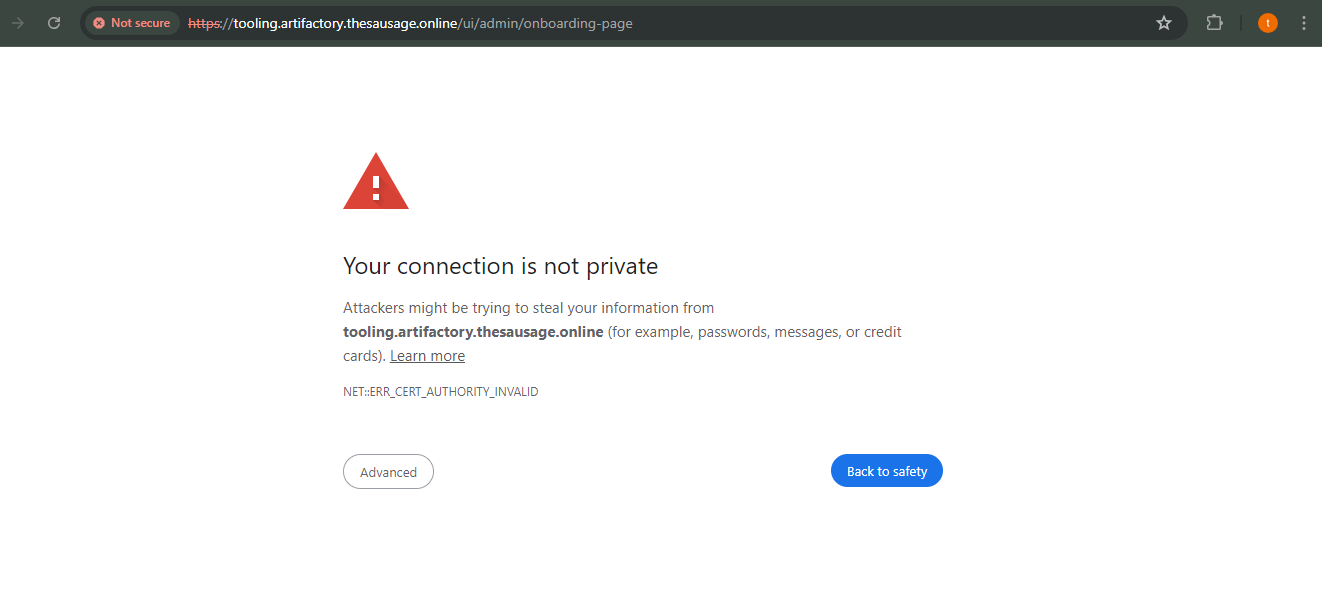 Not secure https://tooling.artifactory.thesausage.online/ui/admin/onboarding-page t
Your connection is not private
Attackers might be trying to steal your information from
tooling.artifactory.thesausage.online (for example, passwords, messages, or credit
cards). Learn more
NET::ERR_CERT_AUTHORITY_INVALID
Advanced Back to safety